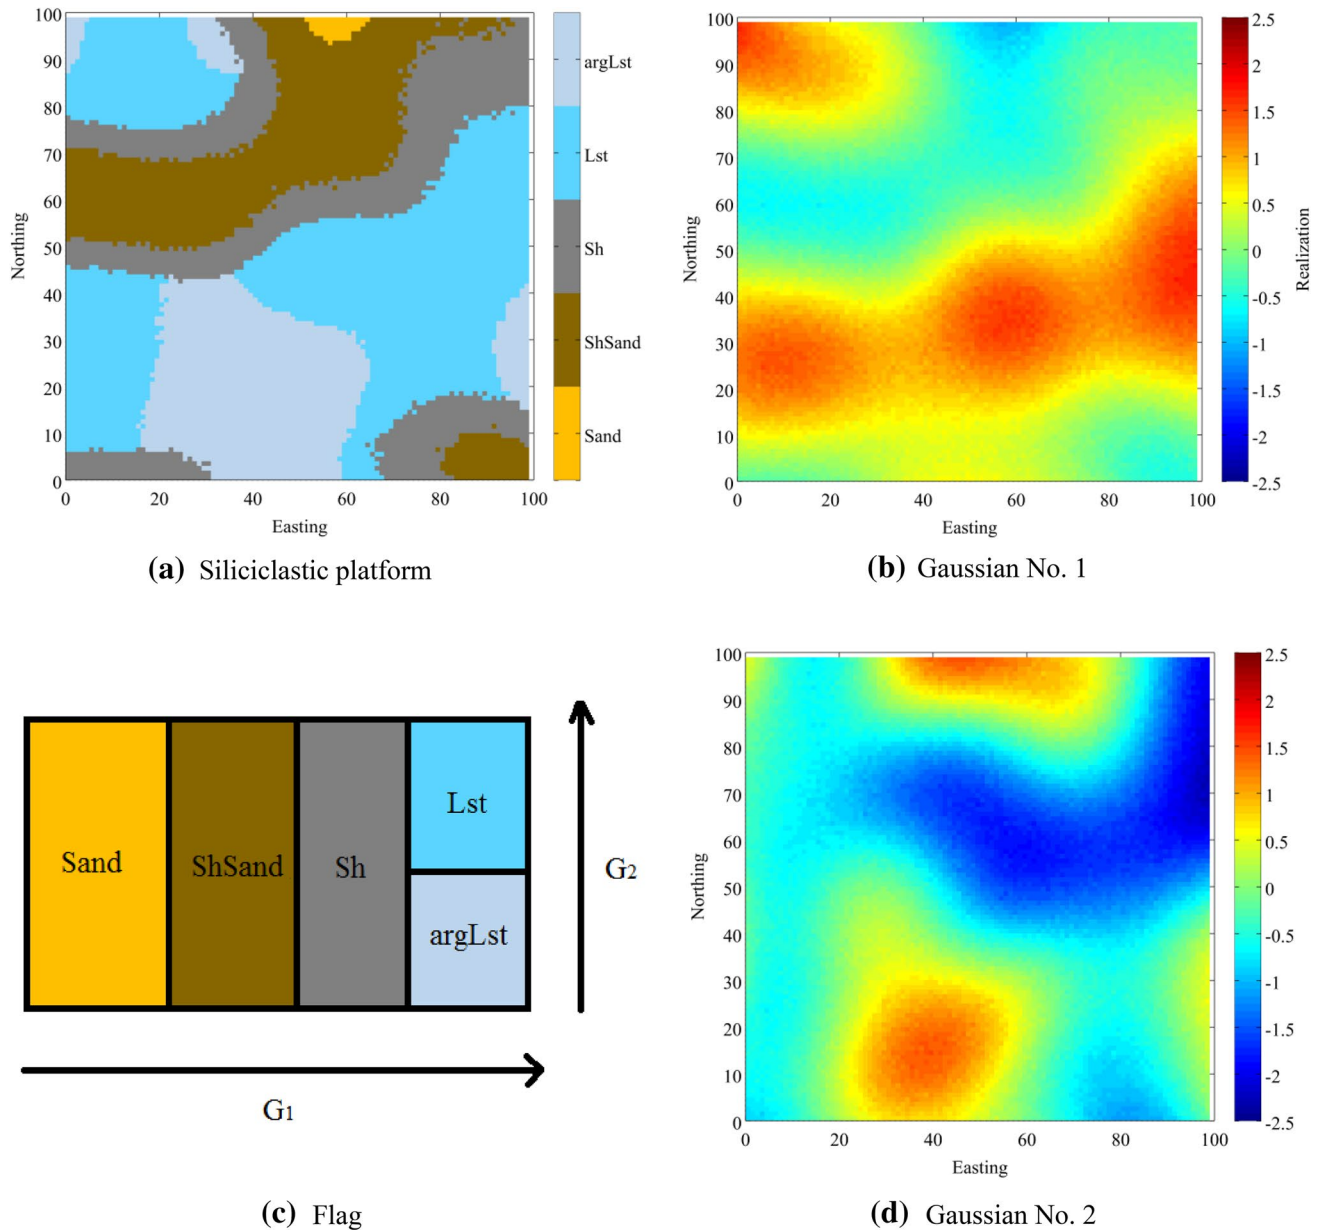 100
90
80
70
60
50
40
30
20
10
0
Northing
0 20 40 60 80 100
Easting
argLst
Lst
Sh
ShSand
Sand
(a) Siliciclastic platform
100
90
80
70
60
50
40
30
20
10
0
Northing
0 20 40 60 80 100
Easting
2.5
2
1.5
1
0.5
0
-0.5
-1
-1.5
-2
-2.5
Realization
(b) Gaussian No. 1
Sand
ShSand
Sh
Lst
argLst
G2
G1
(c) Flag
100
90
80
70
60
50
40
30
20
10
0
Northing
0 20 40 60 80 100
Easting
2.5
2
1.5
1
0.5
0
-0.5
-1
-1.5
-2
-2.5
(d) Gaussian No. 2